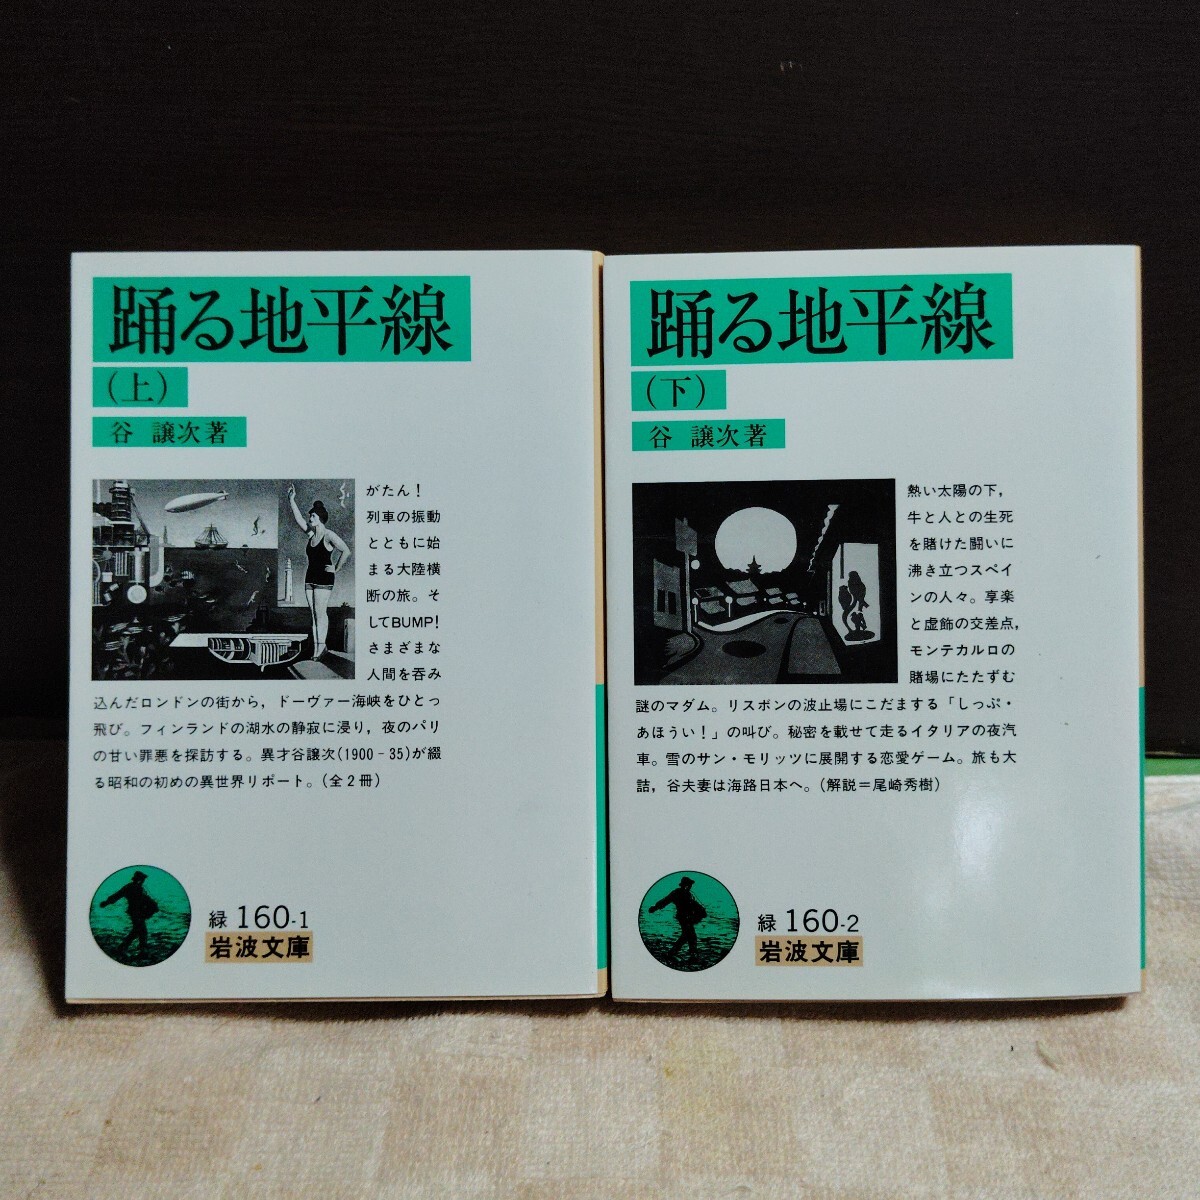 踊る地平線
(上)
谷 譲次著
がたん！
列車の振動
とともに始
まる大陸横
断の旅。そ
してBUMP!
さまざまな
人間を呑み
込んだロンドンの街から，ドーヴァー海峡をひとっ
飛び。フィンランドの湖水の静寂に浸り，夜のパリ
の甘い罪悪を探訪する。異才谷譲次(1900－35)が綴
る昭和の初めの異世界リポート。(全２冊)
緑 160-1
岩波文庫
踊る地平線
(下)
谷 譲次著
熱い太陽の下，
牛と人との生死
を賭けた闘いに
沸き立つスペイ
ンの人々。享楽
と虚飾の交差点，
モンテカルロの
賭場にたたずむ
謎のマダム。リスボンの波止場にこだまする「しっぷ・
あほうい！」の叫び。秘密を載せて走るイタリアの夜汽
車。雪のサン・モリッツに展開する恋愛ゲーム。旅も大
詰，谷夫妻は海路日本へ。(解説＝尾崎秀樹)
緑 160-2
岩波文庫